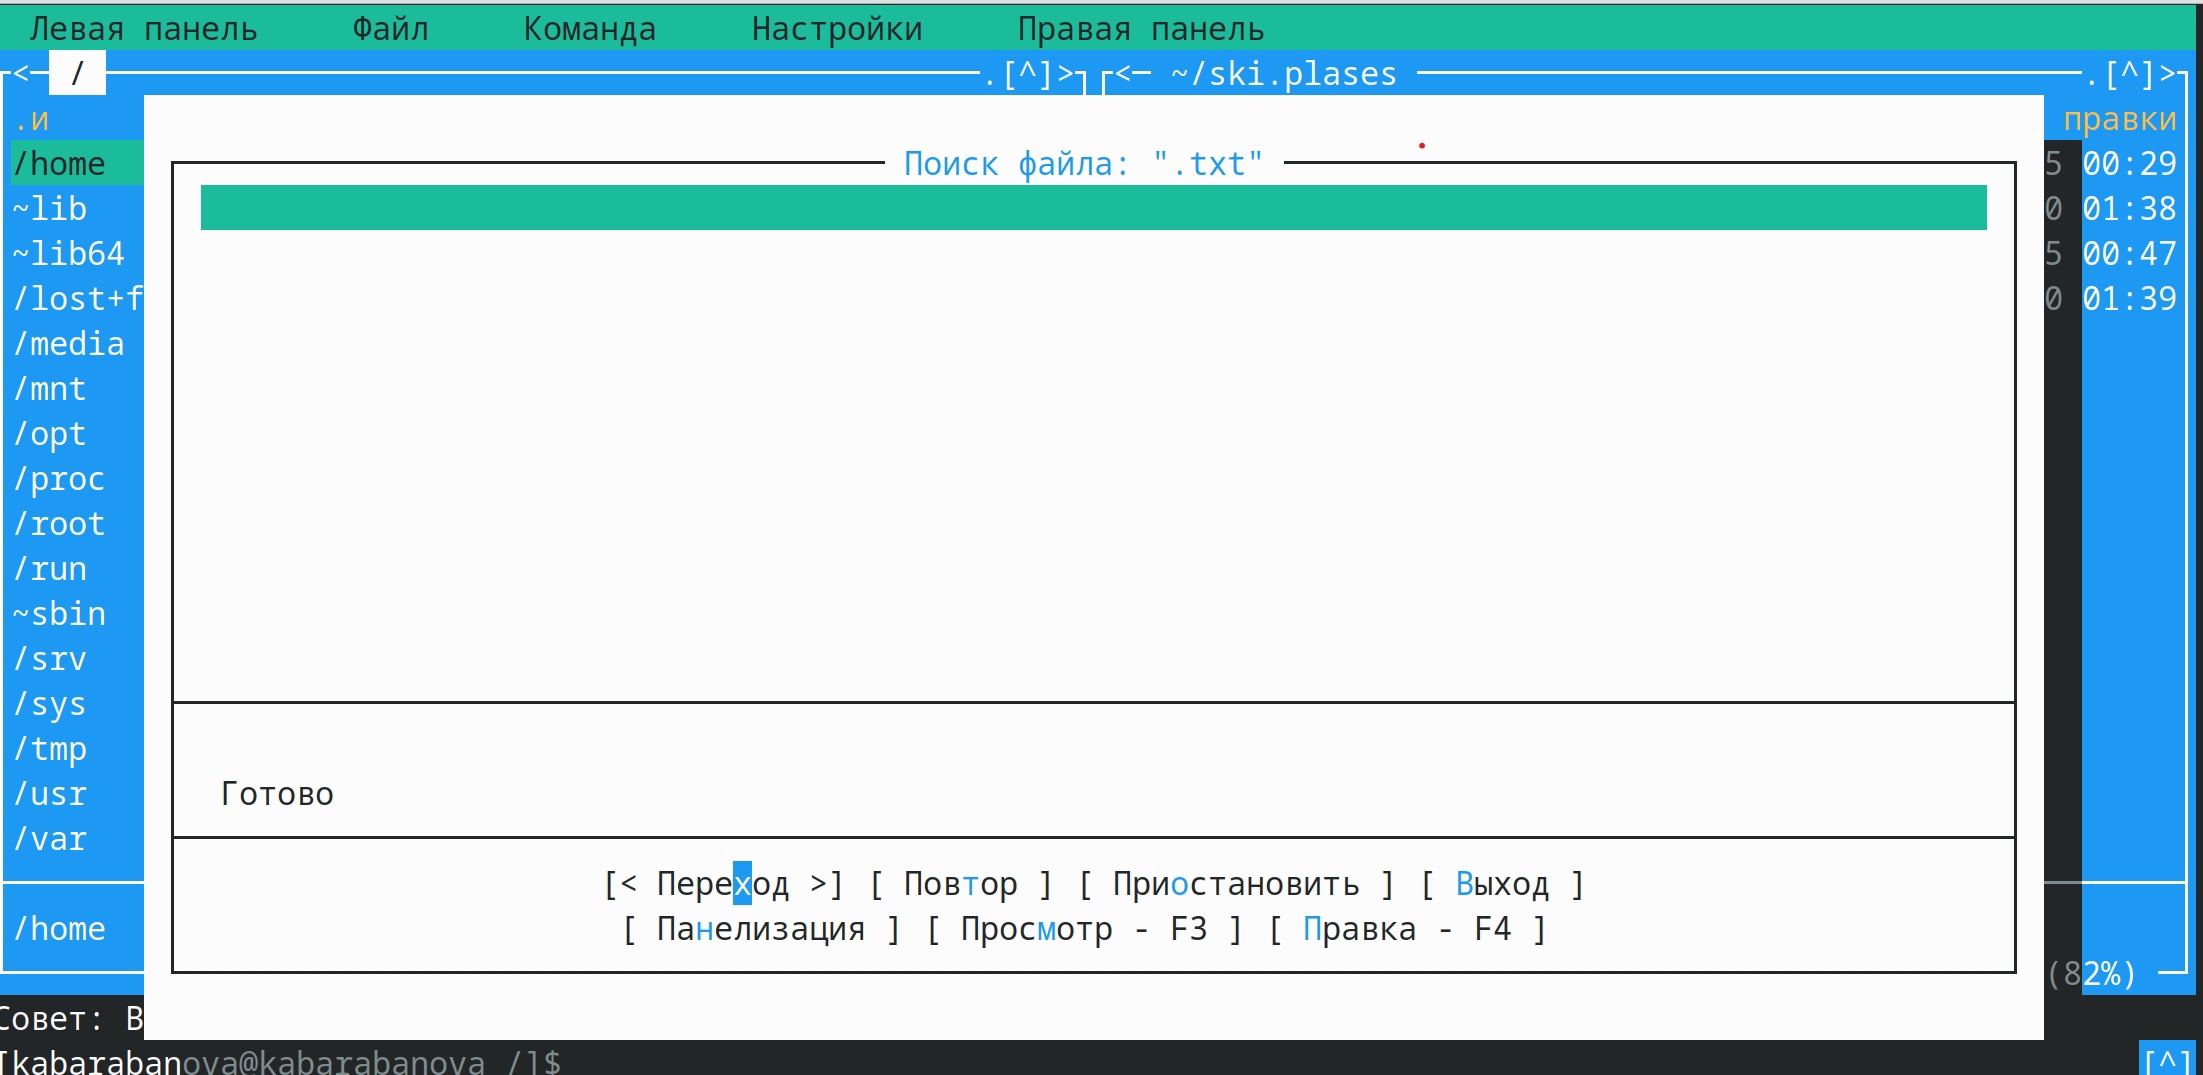 Левая панель Файл Команда Настройки Правая панель
<─ / .[^]> <─ ~/ski.plases .[^]>
.и правки
/home Поиск файла: ".txt" 5 00:29
~lib 0 01:38
~lib64 5 00:47
/lost+f 0 01:39
/media
/mnt
/opt
/proc
/root
/run
~sbin
/srv
/sys
/tmp
/usr
Готово
/var
[< Переход >] [ Повтор ] [ Приостановить ] [ Выход ]
/home [ Панелизация ] [ Просмотр - F3 ] [ Правка - F4 ]
(82%)
Совет: В
[kabarabanova@kabarabanova /]$ [^]